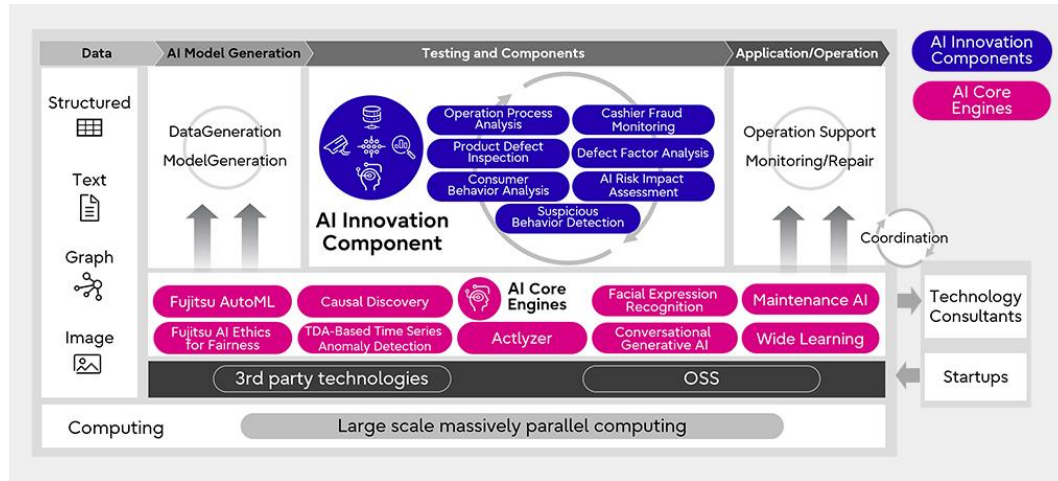 Data
AI Model Generation
Testing and Components
Application/Operation
AI Innovation
Components
AI Core
Engines
Structured
Text
Graph
Image
DataGeneration
ModelGeneration
AI Innovation
Component
Operation Process
Analysis
Cashier Fraud
Monitoring
Product Defect
Inspection
Defect Factor Analysis
Consumer
Behavior Analysis
AI Risk Impact
Assessment
Suspicious
Behavior Detection
Operation Support
Monitoring/Repair
Coordination
Fujitsu AutoML
Causal Discovery
AI Core
Engines
Facial Expression
Recognition
Maintenance AI
Fujitsu AI Ethics
for Fairness
TDA-Based Time Series
Anomaly Detection
Actlyzer
Conversational
Generative AI
Wide Learning
Technology
Consultants
Startups
3rd party technologies
OSS
Computing
Large scale massively parallel computing